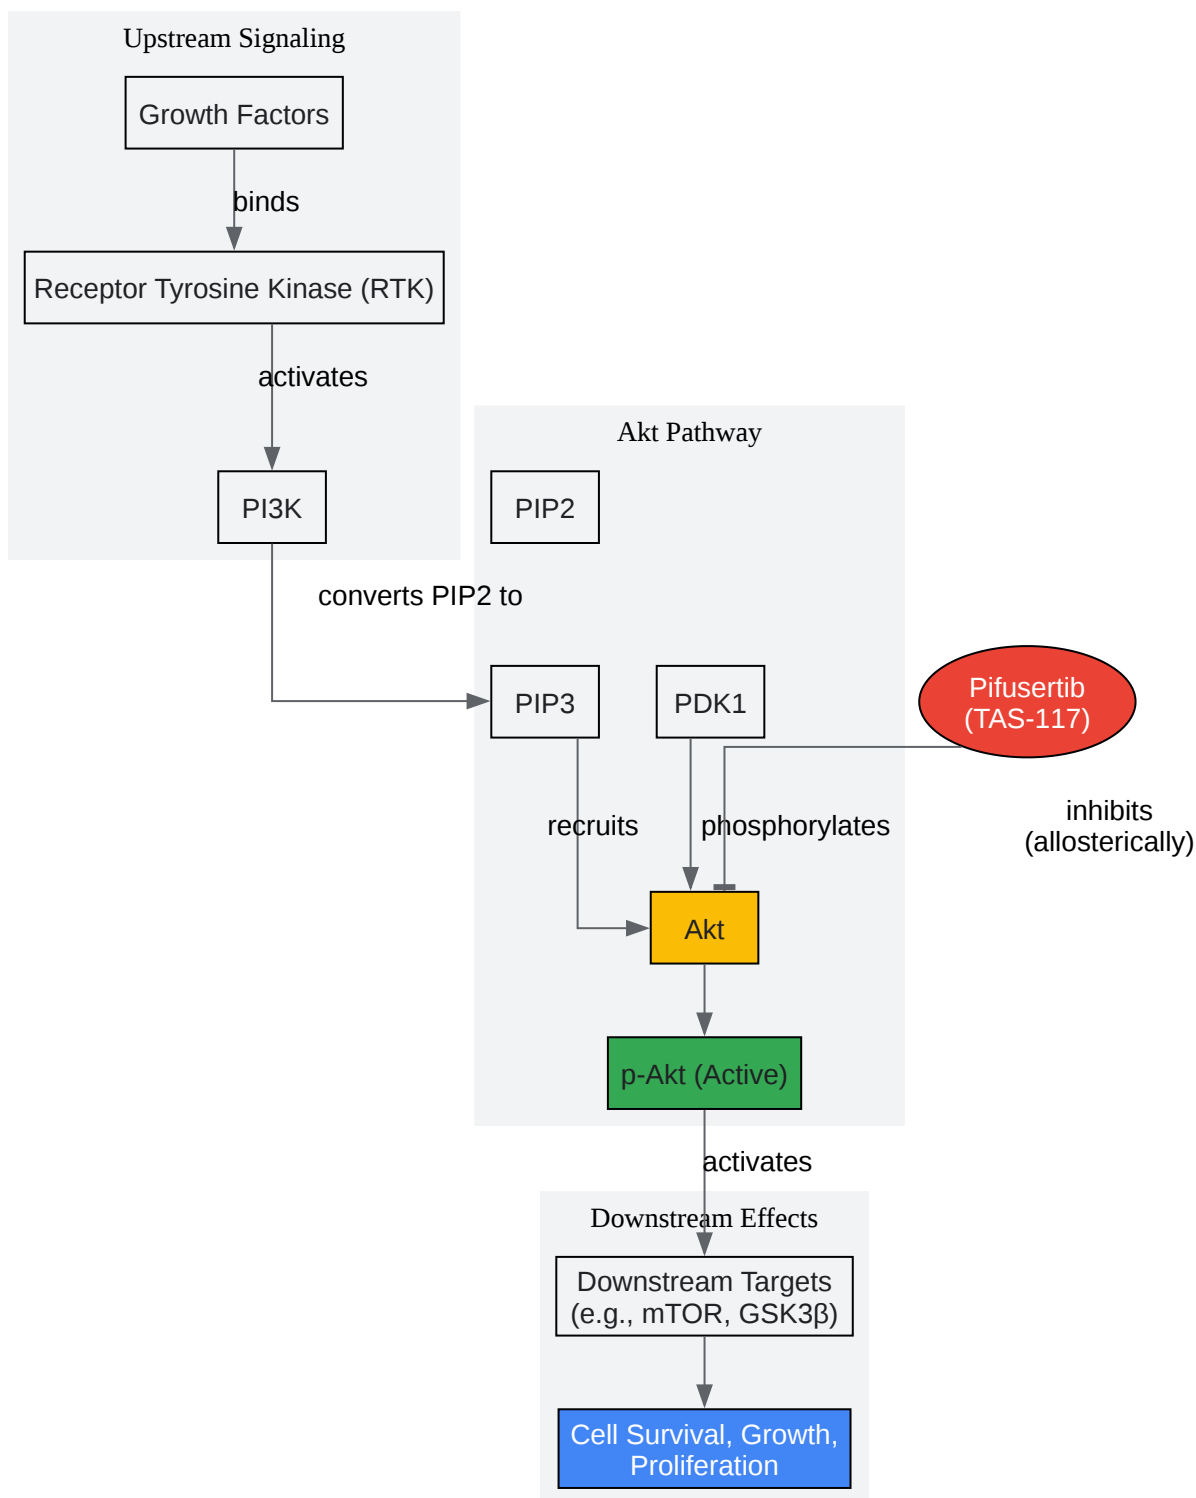 Upstream Signaling
Growth Factors
binds
Receptor Tyrosine Kinase (RTK)
activates
Akt Pathway
PI3K
PIP2
converts PIP2 to
PIP3
PDK1
Pifusertib
(TAS-117)
recruits
phosphorylates
inhibits
(allosterically)
Akt
p-Akt (Active)
activates
Downstream Effects
Downstream Targets
(e.g., mTOR, GSK3β)
Cell Survival, Growth,
Proliferation